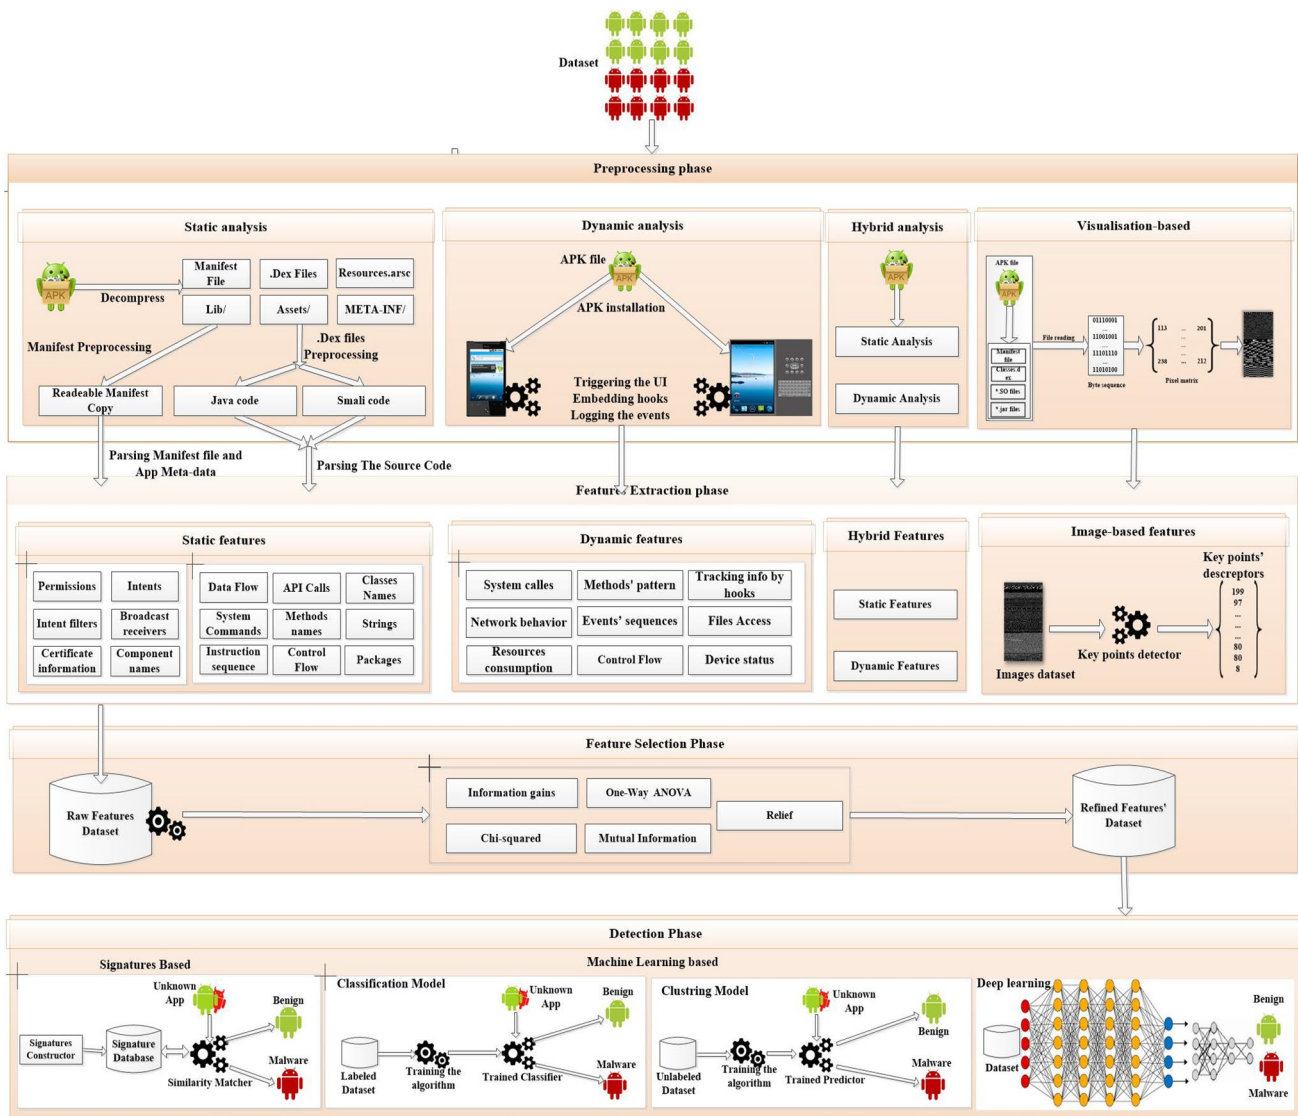 Dataset
Preprocessing phase
Static analysis
APK
Decompress
Manifest
File
.Dex Files
Resources.arsc
Lib/
Assets/
META-INF/
Manifest Preprocessing
.Dex files
Preprocessing
Readeable Manifest
Copy
Java code
Smali code
Dynamic analysis
APK file
APK
APK installation
Triggering the UI
Embedding hooks
Logging the events
Hybrid analysis
APK
Static Analysis
Dynamic Analysis
Visualisation-based
APK file
APK
Manifest
file
Classes.d
ex
*.SO files
*.jar files
File reading
01110001
...
11001001
...
11101110
...
11010100
Byte sequence
113 ... 201
... ...
... ...
238 ... 212
Pixel metrix
Parsing Manifest file and
App Meta-data
Parsing The Source Code
Features Extraction phase
Static features
Permissions
Intents
Intent filters
Broadcast
receivers
Certificate
information
Component
names
Data Flow
API Calls
Classes
Names
System
Commands
Methods
names
Strings
Instruction
sequence
Control
Flow
Packages
Dynamic features
System calles
Methods' pattern
Tracking info by
hooks
Network behavior
Events’ sequences
Files Access
Resources
consumption
Control Flow
Device status
Hybrid Features
Static Features
Dynamic Features
Image-based features
Images dataset
Key points detector
Key points’
descreptors
199
97
...
...
...
80
80
8
Feature Selection Phase
Raw Features
Dataset
Information gains
One-Way ANOVA
Relief
Chi-squared
Mutual Information
Refined Features’
Dataset
Detection Phase
Signatures Based
Signatures
Constructor
Signature
Database
Unknown
App
Similarity Matcher
Benign
Malware
Machine Learning based
Classification Model
Labeled
Dataset
Training the
algorithm
Unknown
App
Trained Classifier
Benign
Malware
Clustring Model
Unlabeled
Dataset
Training the
algorithm
Unknown
App
Trained Predictor
Benign
Malware
Deep learning
Dataset
Benign
Malware